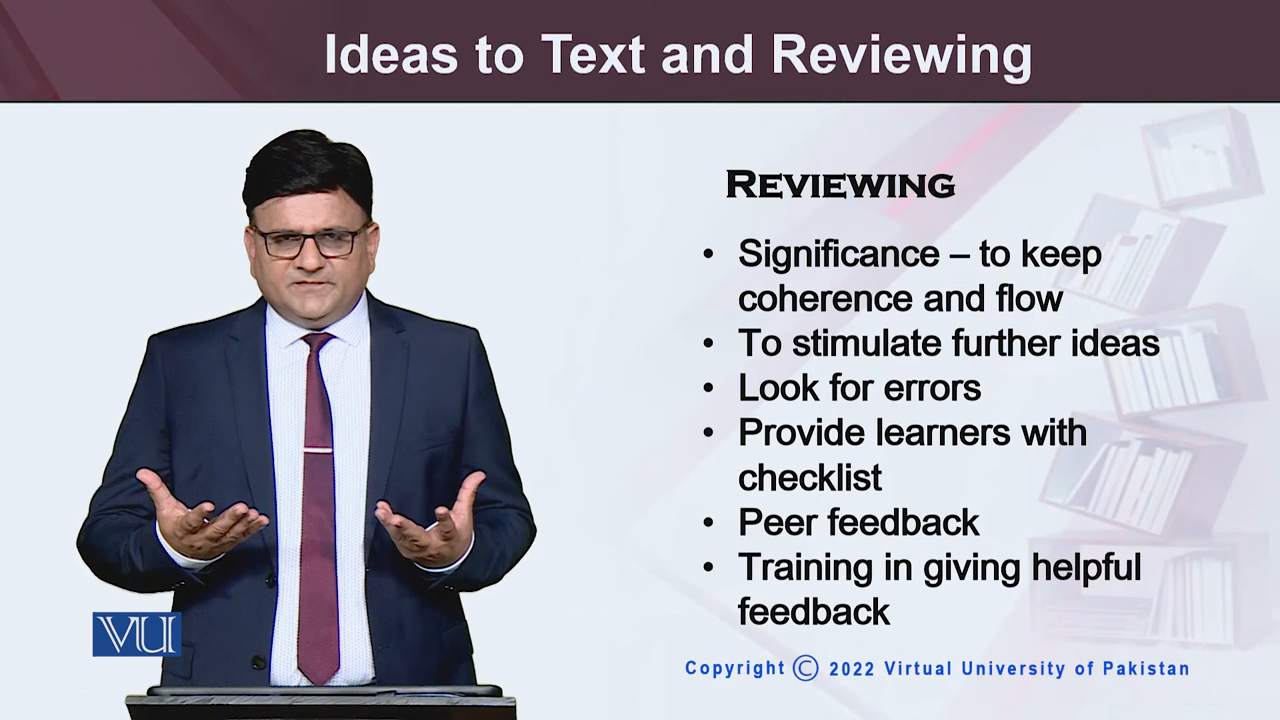 Ideas to Text and Reviewing
REVIEWING
• Significance – to keep
coherence and flow
• To stimulate further ideas
• Look for errors
• Provide learners with
checklist
• Peer feedback
• Training in giving helpful
feedback
VU
Copyright © 2022 Virtual University of Pakistan